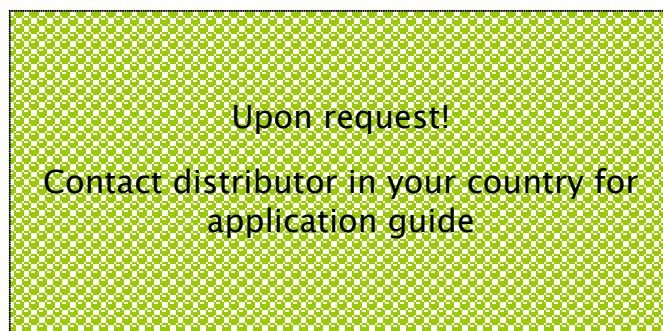 Upon request!
Contact distributor in your country for
application guide